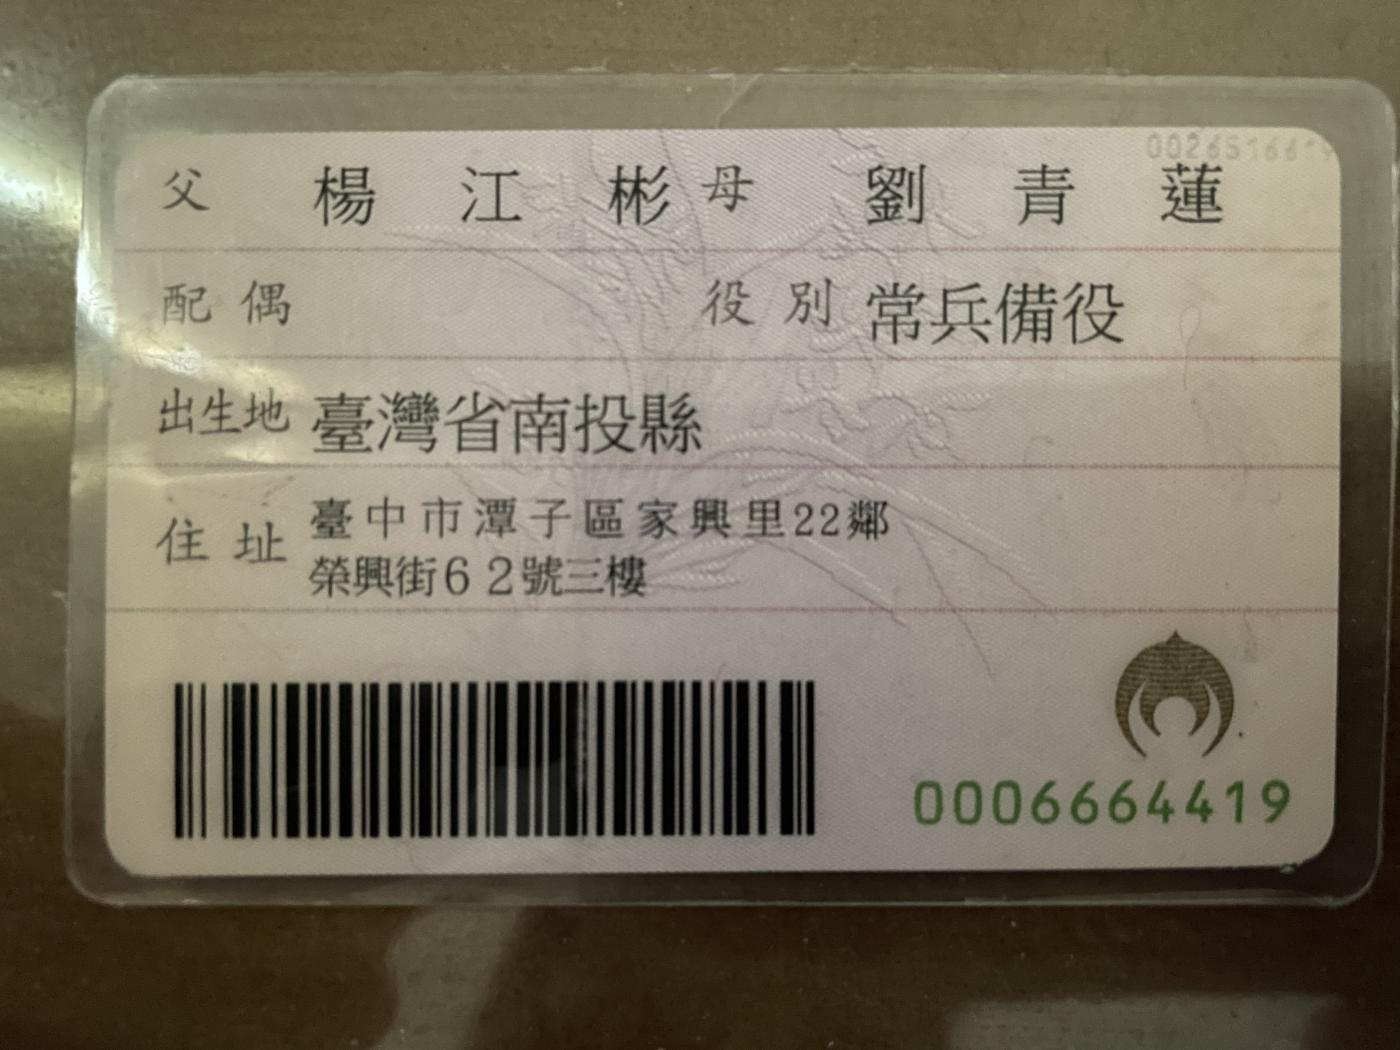 父 楊江彬 母 劉青蓮
配偶 役別 常兵備役
出生地 臺灣省南投縣
住址 臺中市潭子區家興里22鄰
榮興街62號三樓
0006664419